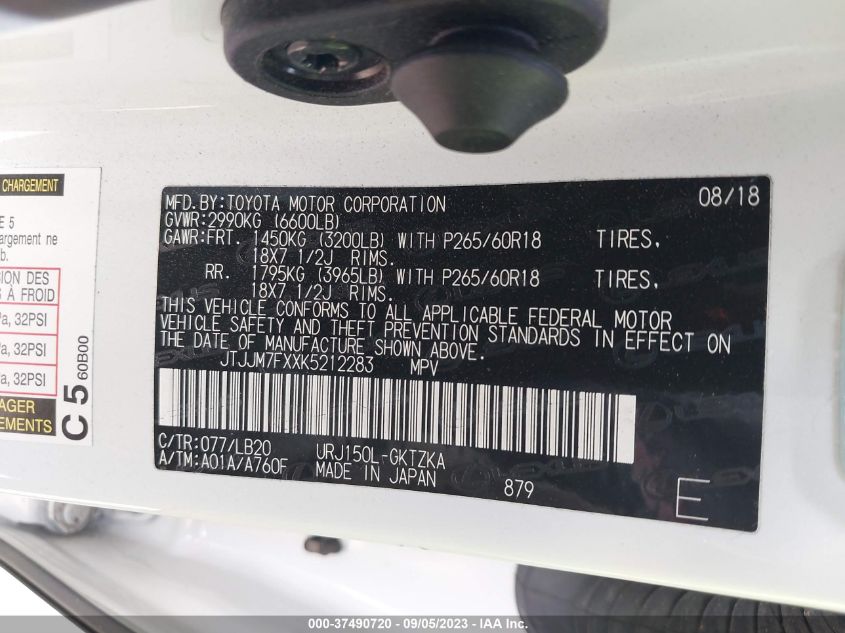 CHARGEMENT
E 5
argement ne
b.
SION DES
S À FROID
Pa, 32PSI
Pa, 32PSI
Pa, 32PSI
AGER
EMENTS
C 5 60B00
MFD.BY:TOYOTA MOTOR CORPORATION 08/18
GVWR:2990KG (6600LB)
GAWR:FRT. 1450KG (3200LB) WITH P265/60R18 TIRES,
18X7 1/2J RIMS.
RR. 1795KG (3965LB) WITH P265/60R18 TIRES,
18X7 1/2J RIMS.
THIS VEHICLE CONFORMS TO ALL APPLICABLE FEDERAL MOTOR
VEHICLE SAFETY AND THEFT PREVENTION STANDARDS IN EFFECT ON
THE DATE OF MANUFACTURE SHOWN ABOVE.
JTJJM7FXXK5212283 MPV
C/TR:077/LB20 URJ150L-GKTZKA
A/TM:A01A/A760F MADE IN JAPAN 879 E
000-37490720 - 09/05/2023 - IAA Inc.